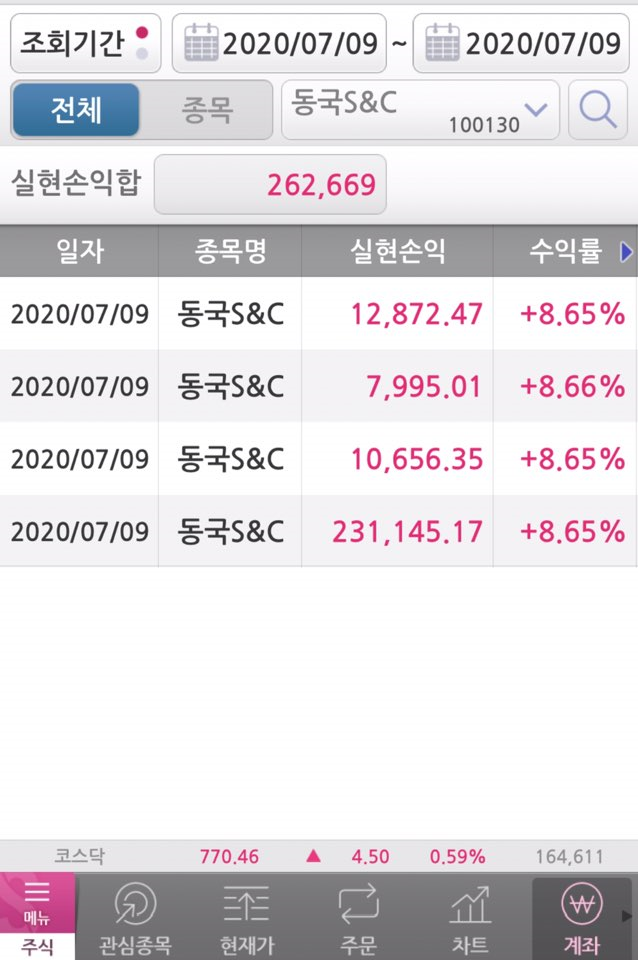 조회기간 2020/07/09 ~ 2020/07/09
전체 종목 동국S&C 100130
실현손익합 262,669
일자 종목명 실현손익 수익률
2020/07/09 동국S&C 12,872.47 +8.65%
2020/07/09 동국S&C 7,995.01 +8.66%
2020/07/09 동국S&C 10,656.35 +8.65%
2020/07/09 동국S&C 231,145.17 +8.65%
코스닥 770.46 ▲ 4.50 0.59% 164,611
메뉴
주식 관심종목 현재가 주문 차트 계좌